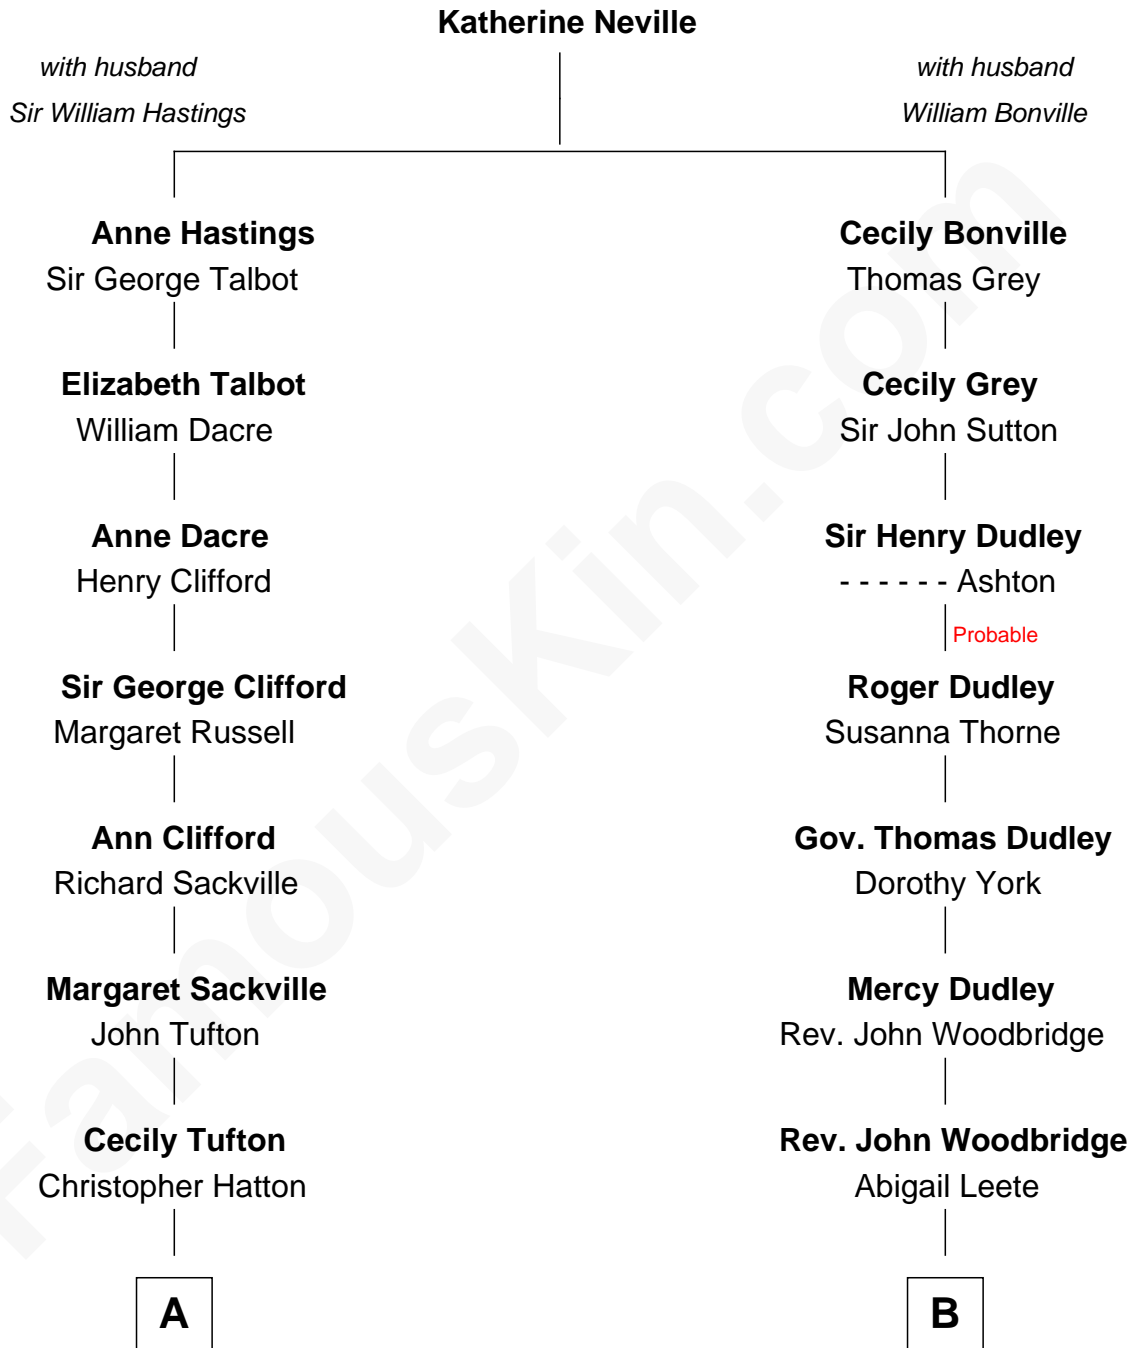 Katherine Neville
with husband
Sir William Hastings
with husband
William Bonville
Anne Hastings
Sir George Talbot
Cecily Bonville
Thomas Grey
Elizabeth Talbot
William Dacre
Cecily Grey
Sir John Sutton
Anne Dacre
Henry Clifford
Sir Henry Dudley
- - - - - - Ashton
Probable
Sir George Clifford
Margaret Russell
Roger Dudley
Susanna Thorne
Ann Clifford
Richard Sackville
Gov. Thomas Dudley
Dorothy York
Margaret Sackville
John Tufton
Mercy Dudley
Rev. John Woodbridge
Cecily Tufton
Christopher Hatton
Rev. John Woodbridge
Abigail Leete
A
B
FamousKin.com